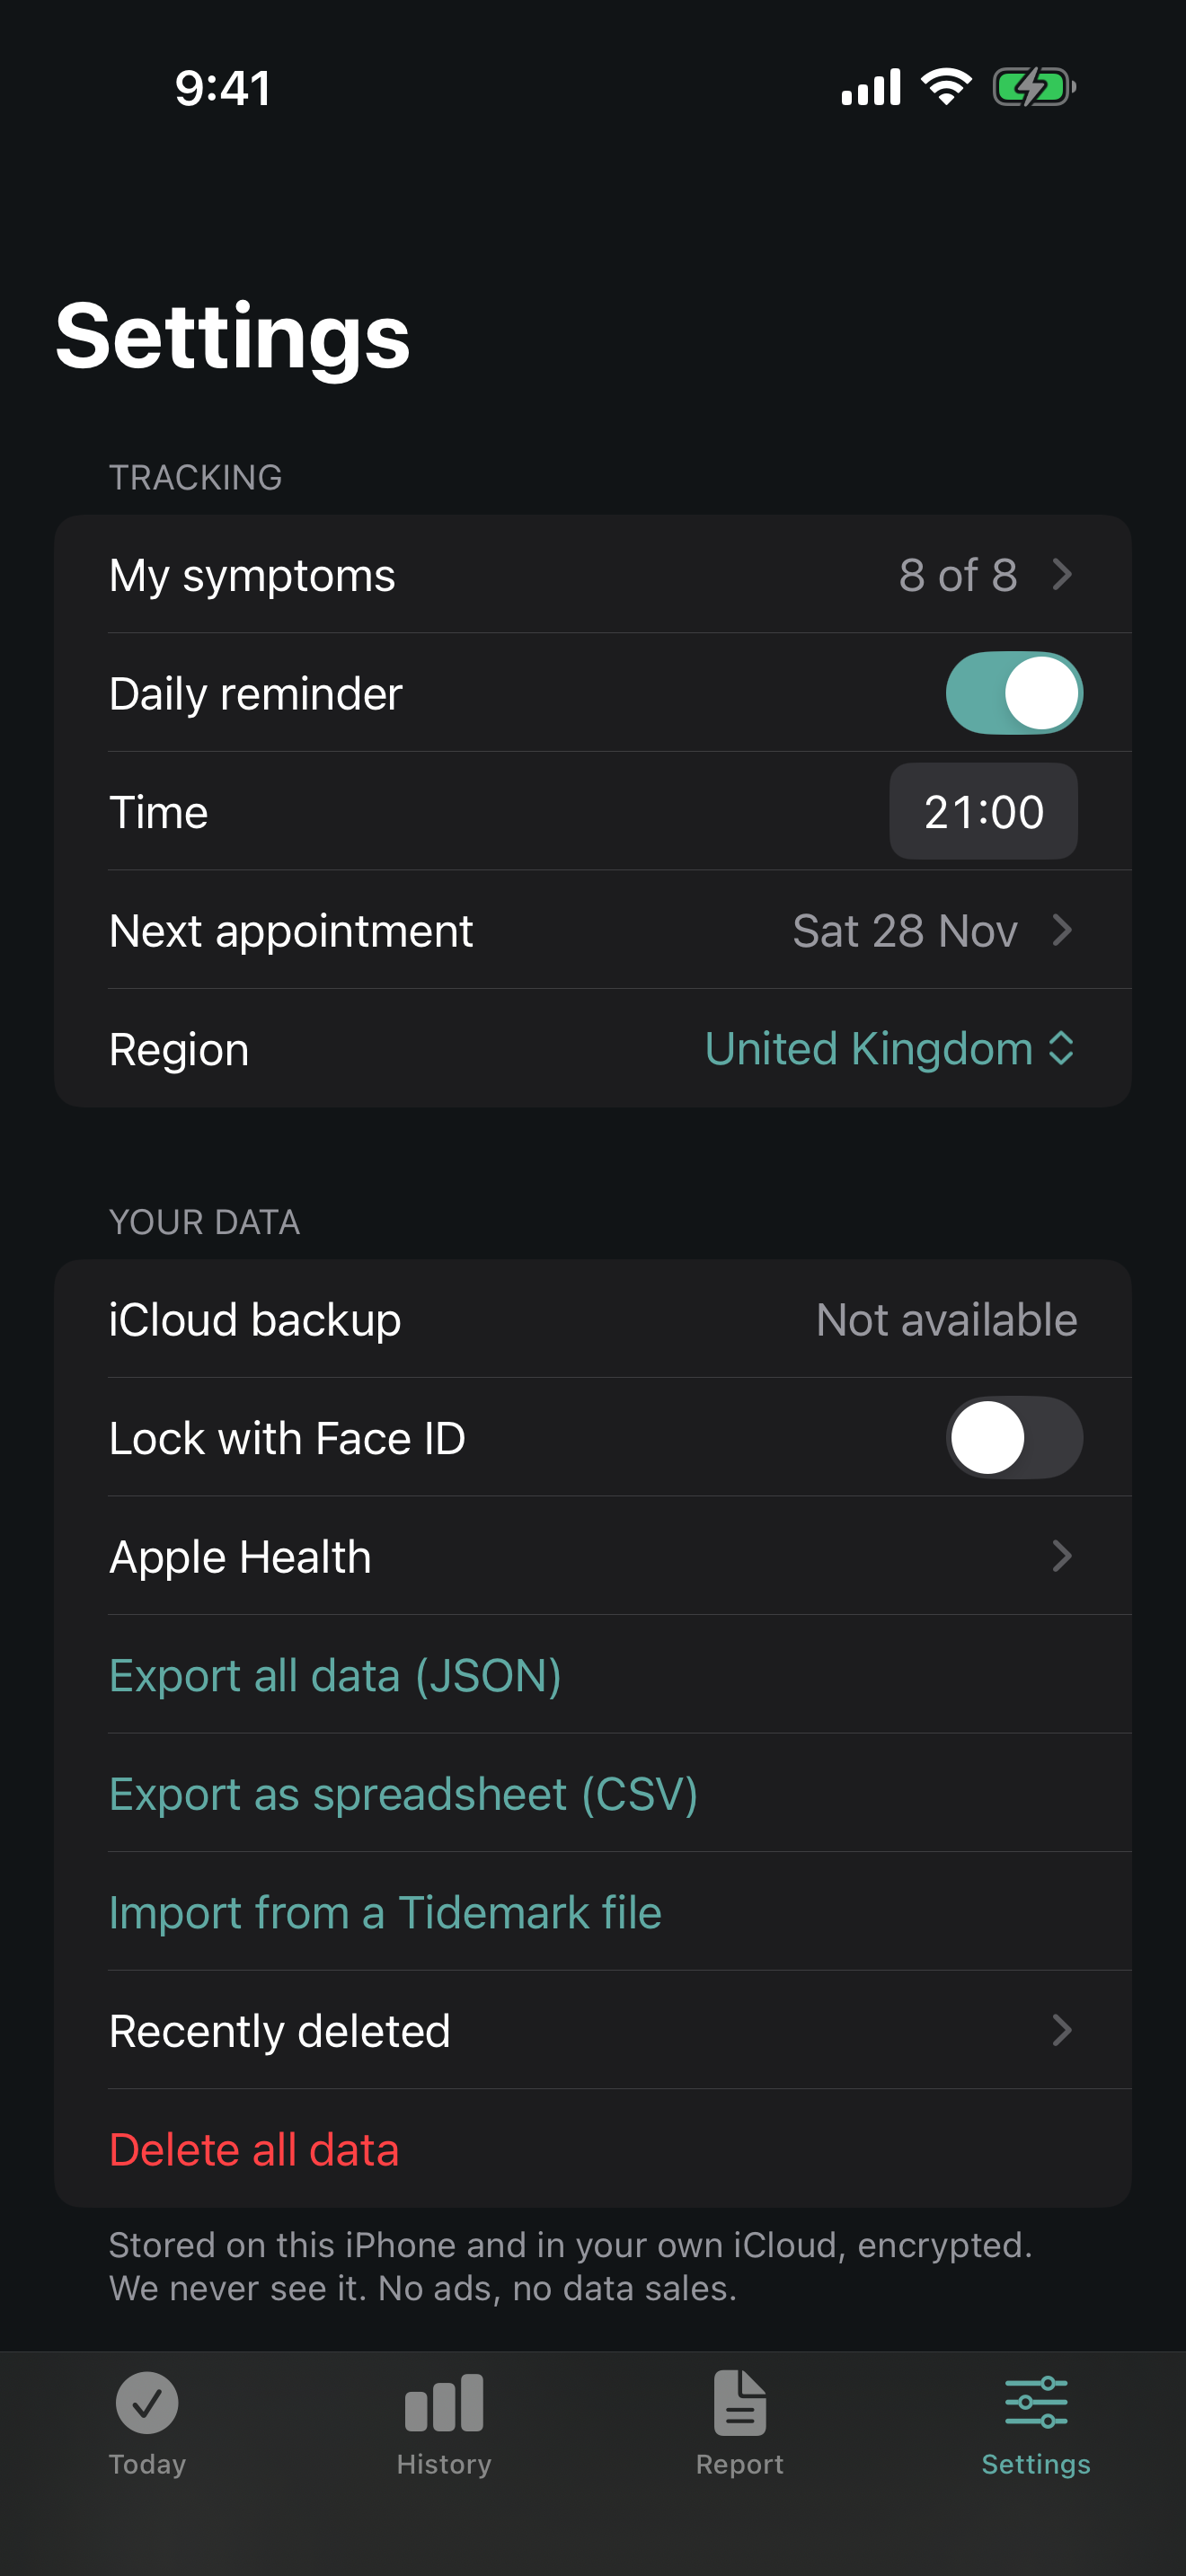 9:41
Settings
TRACKING
My symptoms 8 of 8
Daily reminder
Time 21:00
Next appointment Sat 28 Nov
Region United Kingdom
YOUR DATA
iCloud backup Not available
Lock with Face ID
Apple Health
Export all data (JSON)
Export as spreadsheet (CSV)
Import from a Tidemark file
Recently deleted
Delete all data
Stored on this iPhone and in your own iCloud, encrypted.
We never see it. No ads, no data sales.
Today History Report Settings